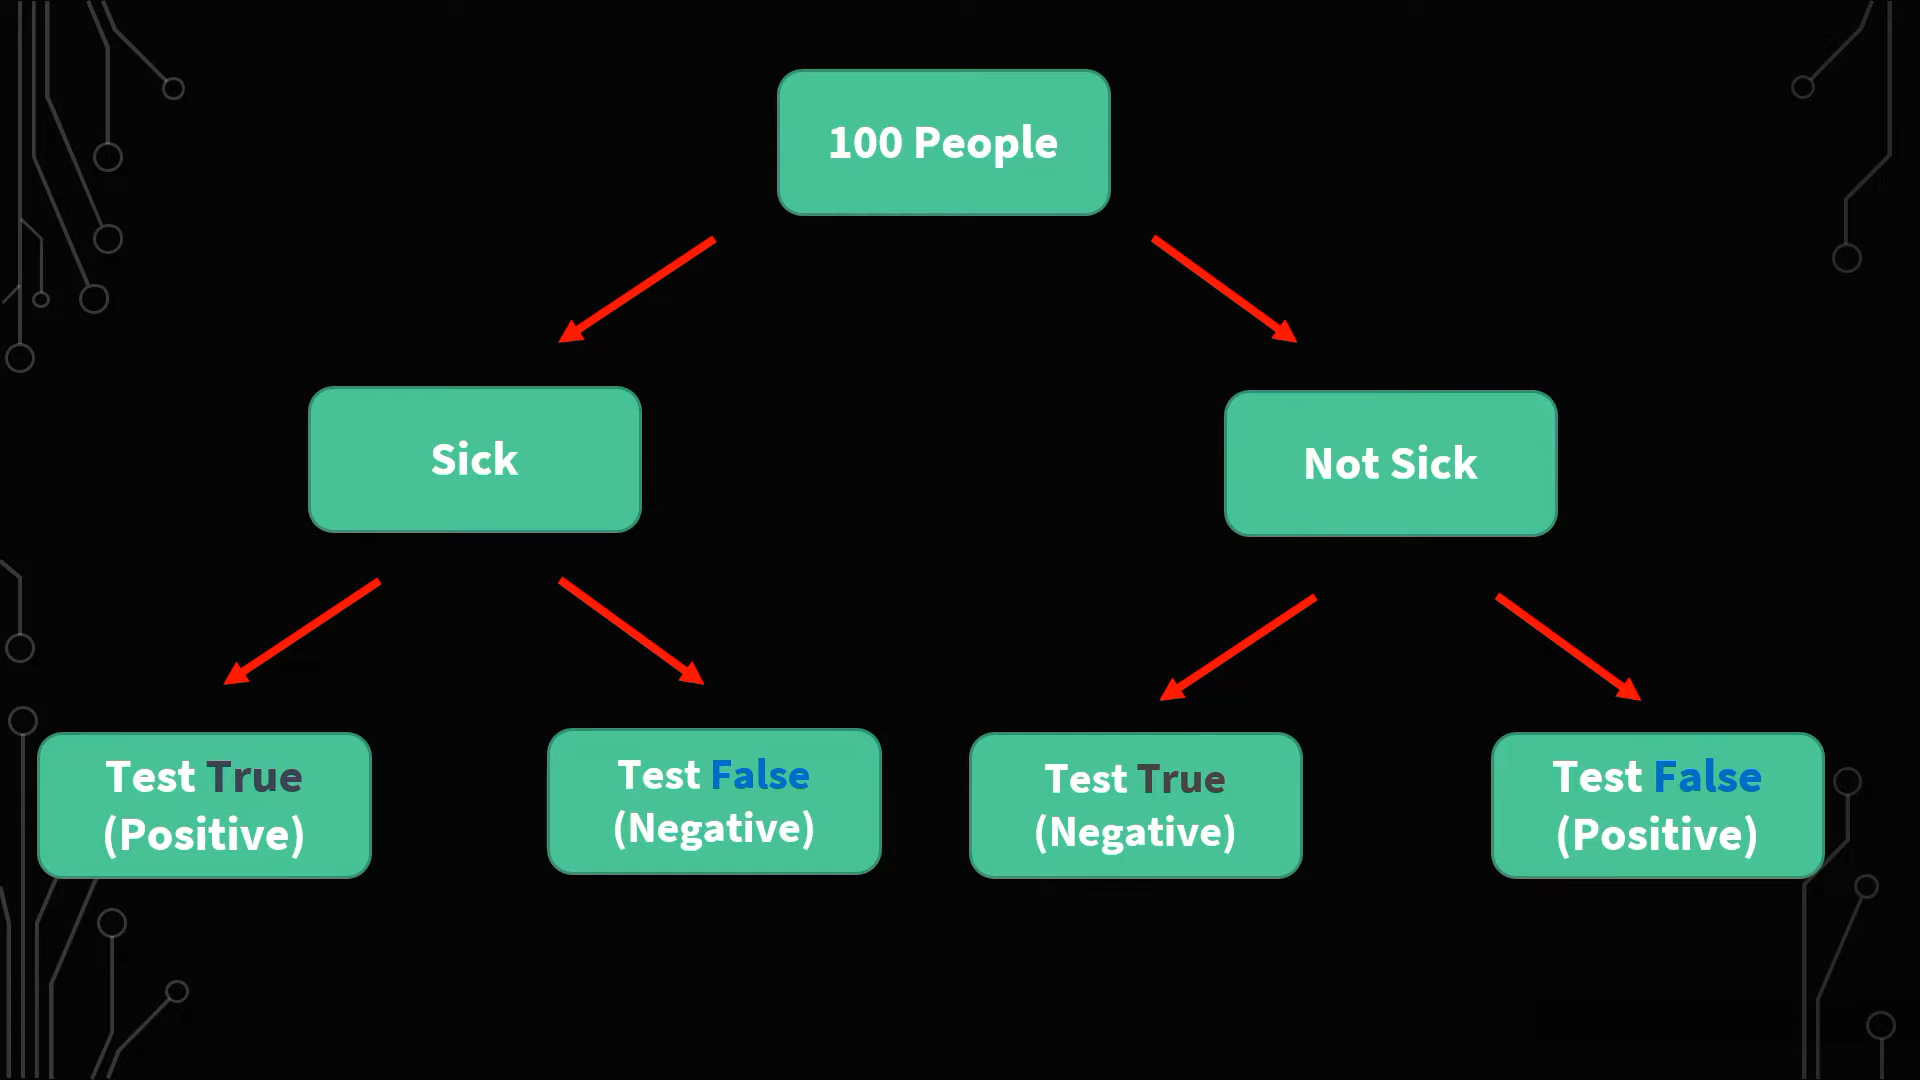 100 People
Sick
Not Sick
Test True
(Positive)
Test False
(Negative)
Test True
(Negative)
Test False
(Positive)